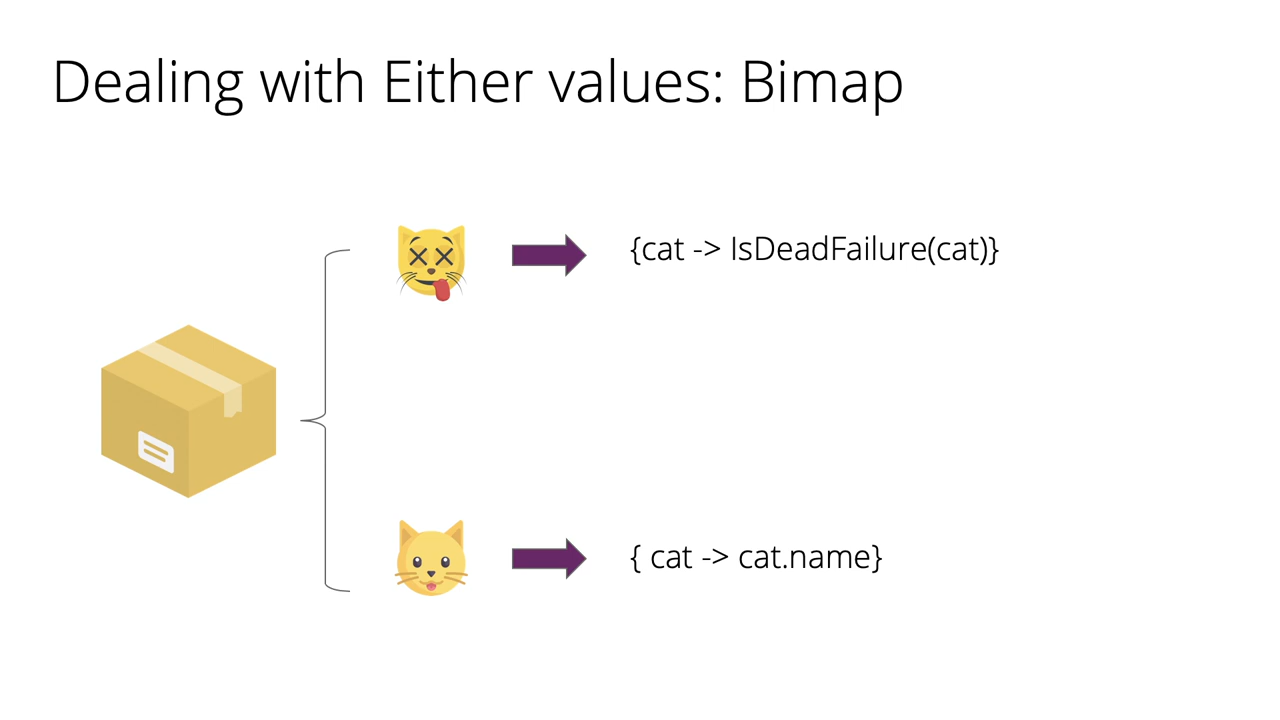 Dealing with Either values: Bimap
{cat -> IsDeadFailure(cat)}
{ cat -> cat.name}